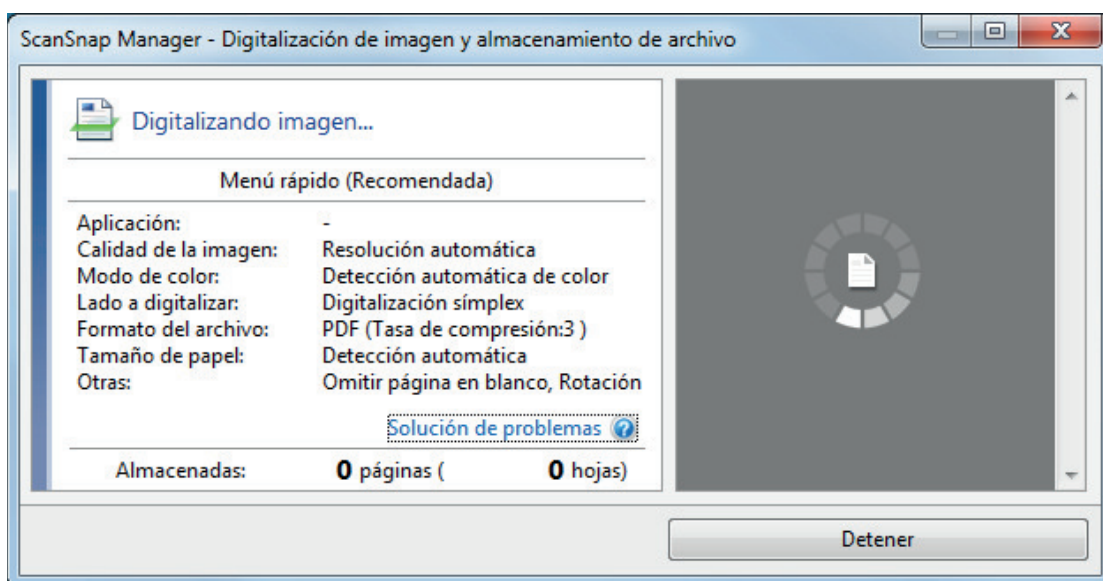 ScanSnap Manager - Digitalización de imagen y almacenamiento de archivo
Digitalizando imagen...
Menú rápido (Recomendada)
Aplicación: -
Calidad de la imagen: Resolución automática
Modo de color: Detección automática de color
Lado a digitalizar: Digitalización símplex
Formato del archivo: PDF (Tasa de compresión:3 )
Tamaño de papel: Detección automática
Otras: Omitir página en blanco, Rotación
Solución de problemas
Almacenadas: 0 páginas ( 0 hojas)
Detener